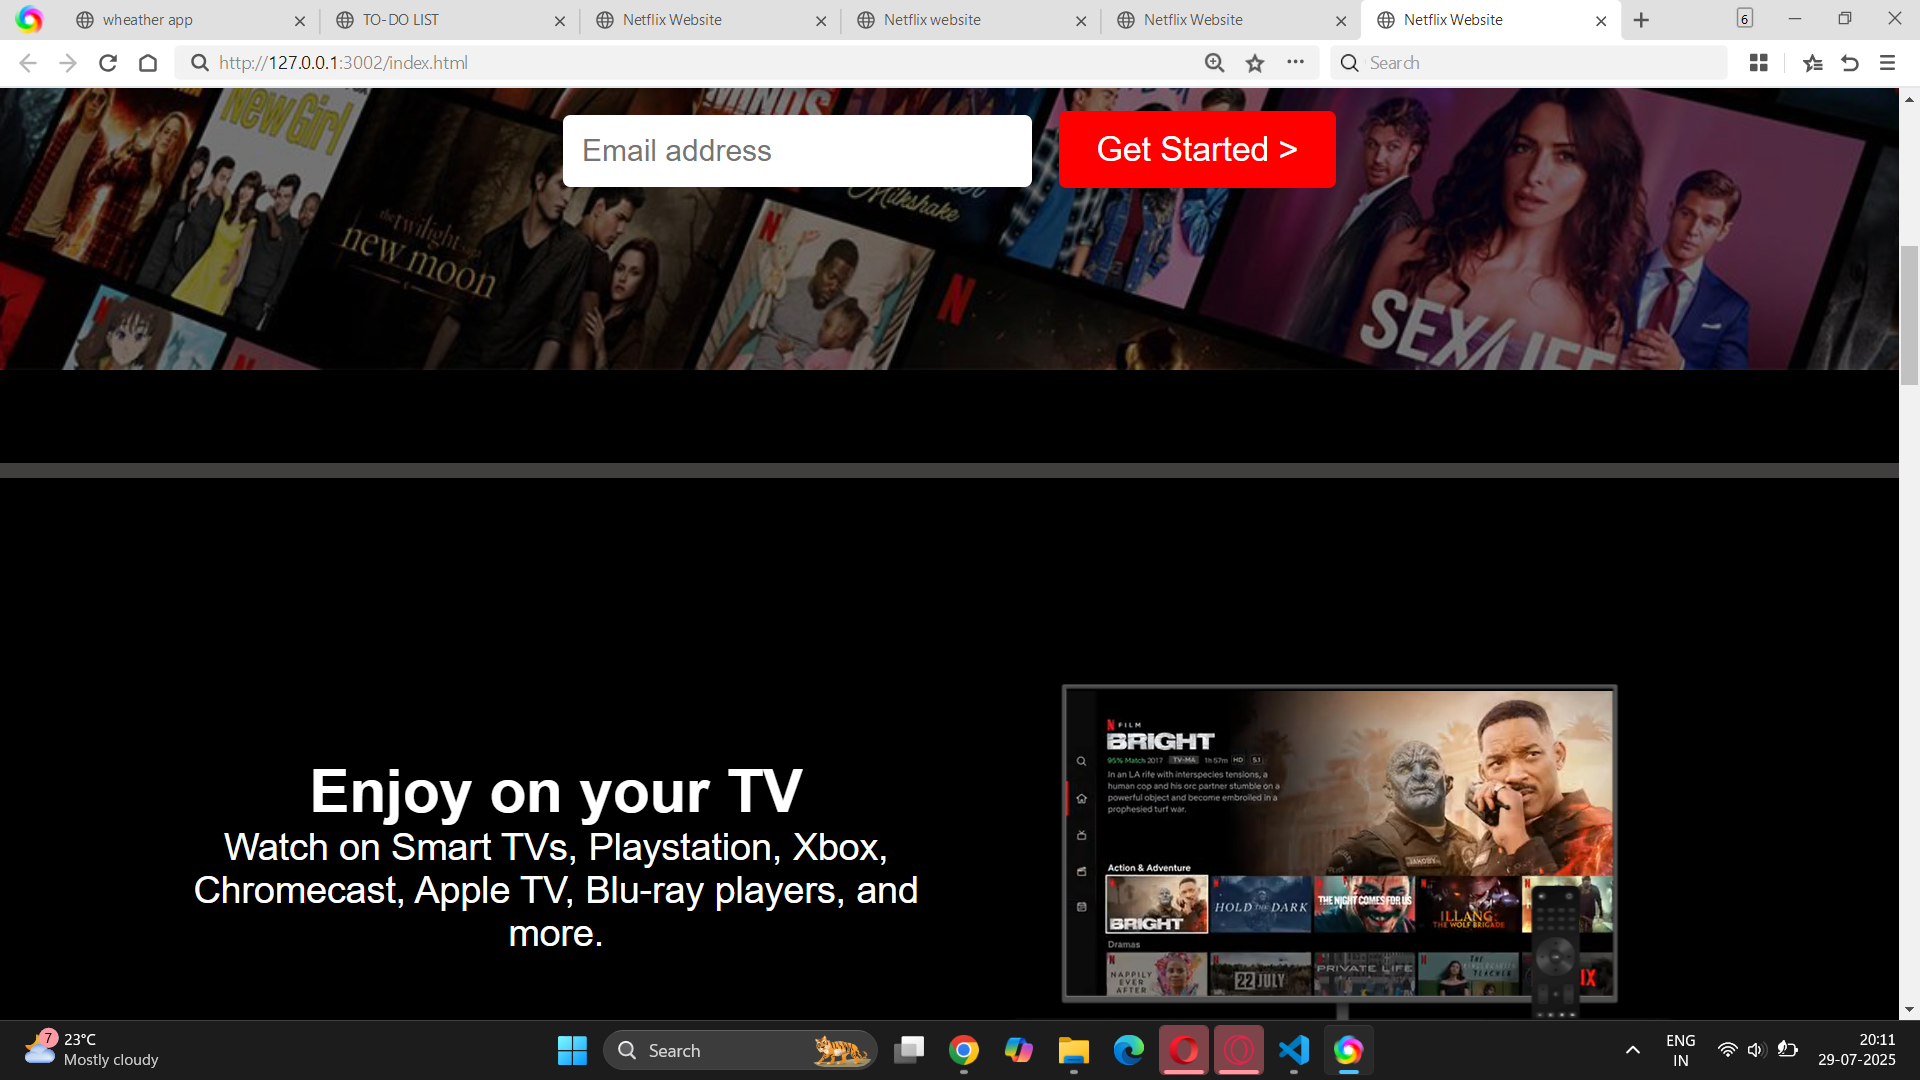 wheather app
TO-DO LIST
Netflix Website
Netflix website
Netflix Website
Netflix Website
6
http://127.0.0.1:3002/index.html
Search
New Girl
MINDS
Email address
Get Started >
Milkshake
the twilight saga
new moon
N
N
N
SEX/LIFE
Enjoy on your TV
Watch on Smart TVs, Playstation, Xbox,
Chromecast, Apple TV, Blu-ray players, and
more.
N FILM
BRIGHT
95% Match 2017 TV-MA 1h 57m HD 5.1
In an LA rife with interspecies tensions, a
human cop and his orc partner stumble on a
powerful object and become embroiled in a
prophesied turf war.
JAKOBY
Action & Adventure
BRIGHT
HOLD THE DARK
THE NIGHT COMES FOR US
ILLANG:
THE WOLF BRIGADE
Dramas
NAPPILY
EVER
AFTER
22 JULY
PRIVATE LIFE
7
23°C
Mostly cloudy
Search
ENG
IN
20:11
29-07-2025